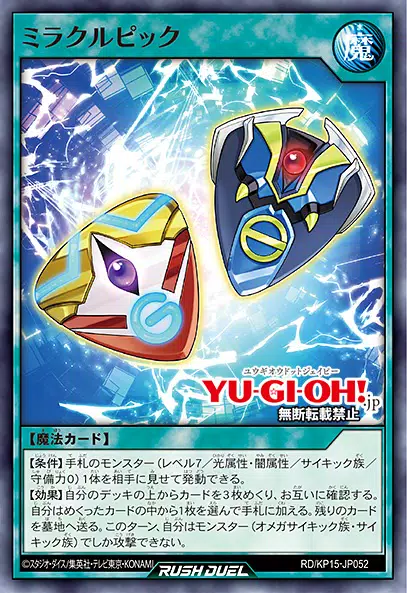 ミラクルピック
魔
ユウギオウドットジェイピー
YU-GI-OH!.jp
無断転載禁止
【魔法カード】
【条件】手札のモンスター（レベル7／光属性・闇属性／サイキック族／
守備力0）1体を相手に見せて発動できる。
【効果】自分のデッキの上からカードを3枚めくり、お互いに確認する。
自分はめくったカードの中から1枚を選んで手札に加える。残りのカード
を墓地へ送る。このターン、自分はモンスター（オメガサイキック族・サイ
キック族）でしか攻撃できない。
©スタジオ・ダイス/集英社・テレビ東京・KONAMI
RUSH DUEL
RD/KP15-JP052